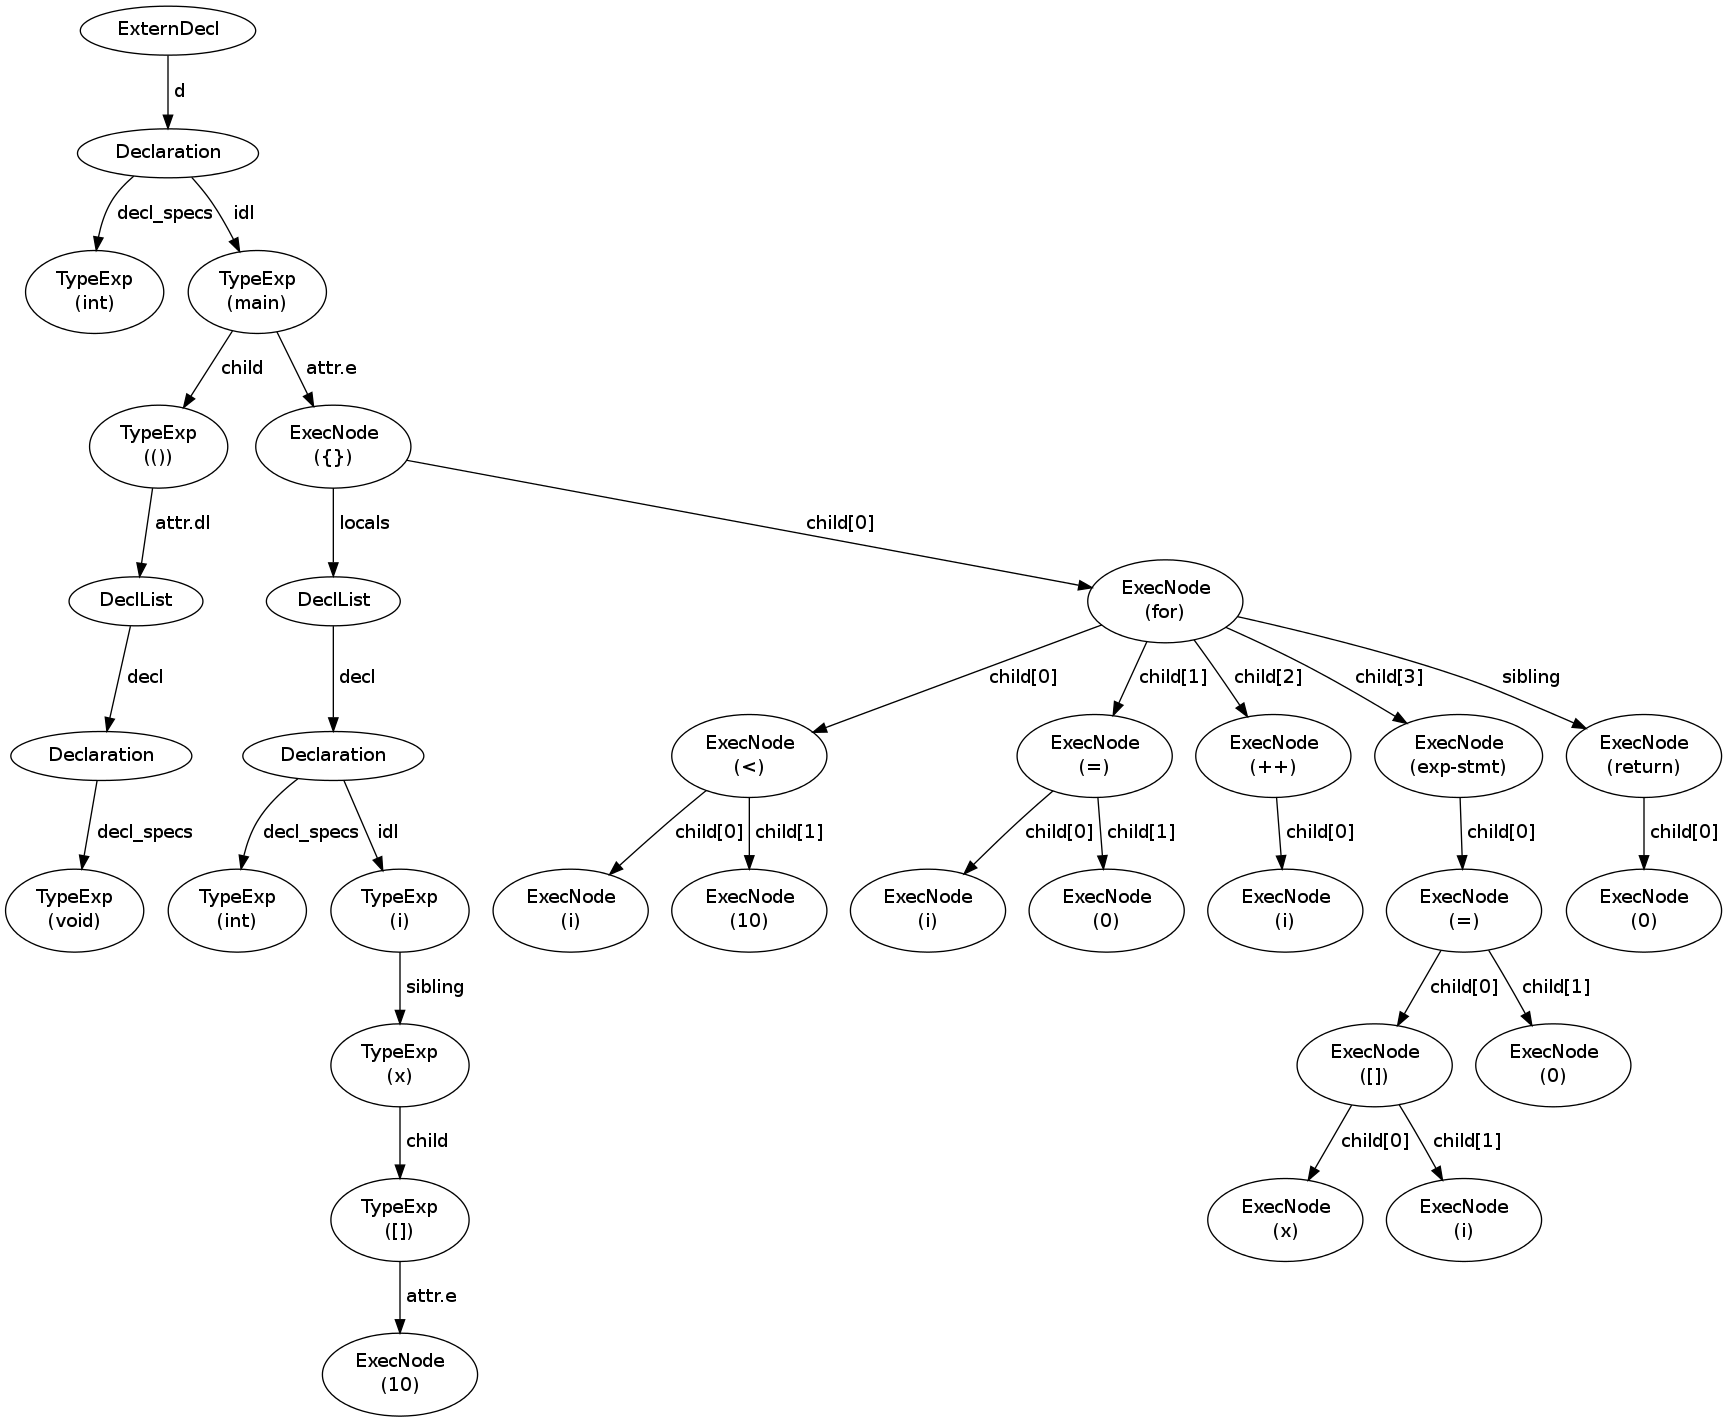 ExternDecl
d
Declaration
decl_specs
idl
TypeExp
(int)
TypeExp
(main)
child
attr.e
TypeExp
(())
ExecNode
({})
attr.dl
locals
child[0]
DeclList
DeclList
ExecNode
(for)
decl
decl
child[0]
child[1]
child[2]
child[3]
sibling
Declaration
Declaration
ExecNode
(<)
ExecNode
(=)
ExecNode
(++)
ExecNode
(exp-stmt)
ExecNode
(return)
decl_specs
decl_specs
idl
child[0]
child[1]
child[0]
child[1]
child[0]
child[0]
child[0]
TypeExp
(void)
TypeExp
(int)
TypeExp
(i)
ExecNode
(i)
ExecNode
(10)
ExecNode
(i)
ExecNode
(0)
ExecNode
(i)
ExecNode
(=)
ExecNode
(0)
sibling
child[0]
child[1]
TypeExp
(x)
ExecNode
([])
ExecNode
(0)
child
child[0]
child[1]
TypeExp
([])
ExecNode
(x)
ExecNode
(i)
attr.e
ExecNode
(10)